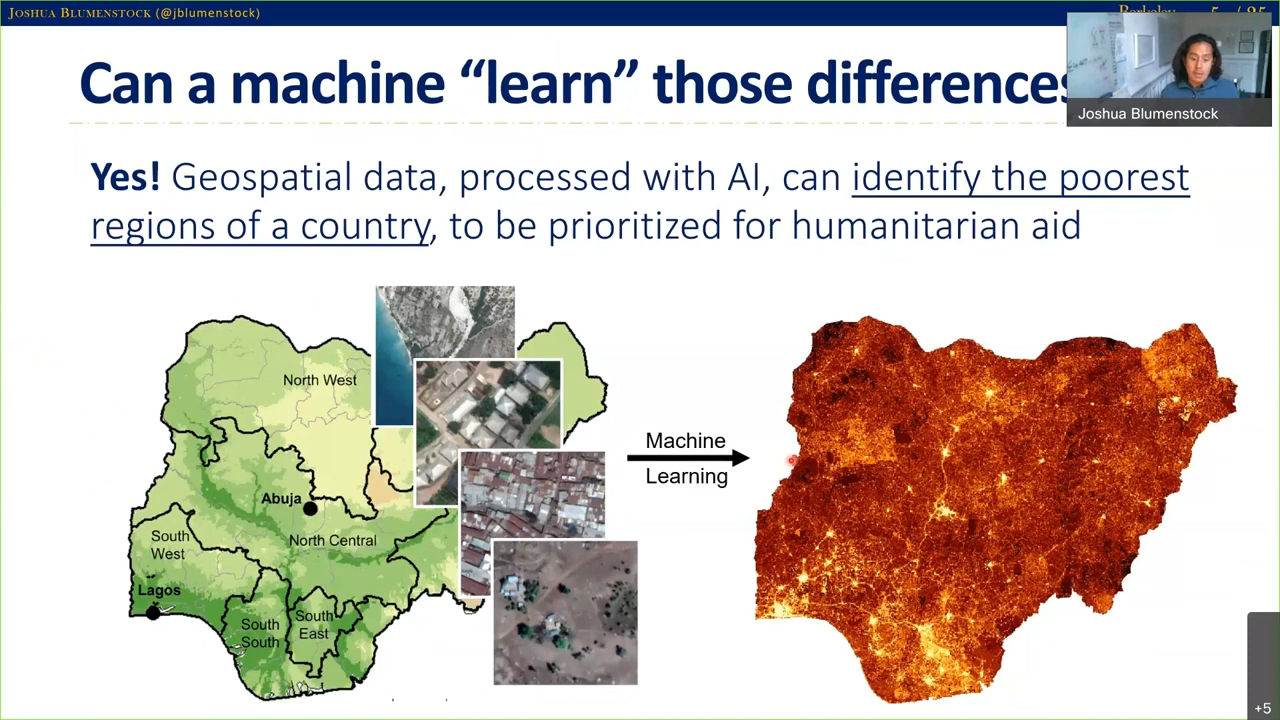 JOSHUA BLUMENSTOCK (@jblumenstock)
Can a machine “learn” those differences
Joshua Blumenstock
Yes! Geospatial data, processed with AI, can identify the poorest
regions of a country, to be prioritized for humanitarian aid
North West
Abuja
North Central
South
West
Lagos
South
South
South
East
Machine
Learning
+5